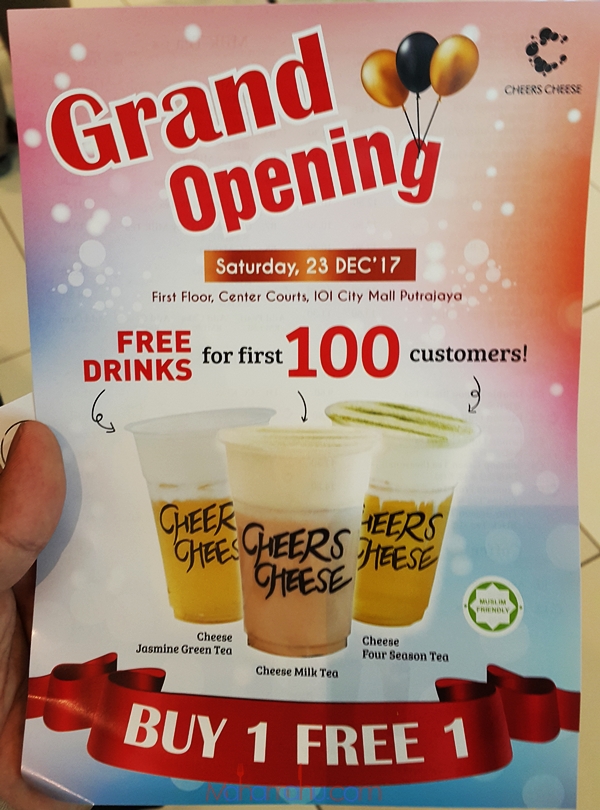 CHEERS CHEESE
Grand
Opening
Saturday, 23 DEC'17
First Floor, Center Courts, IOI City Mall Putrajaya
FREE DRINKS for first 100 customers!
CHEERS
CHEESE
CHEERS
CHEESE
MUSLIM
FRIENDLY
Cheese
Jasmine Green Tea
Cheese Milk Tea
Cheese
Four Season Tea
BUY 1 FREE 1